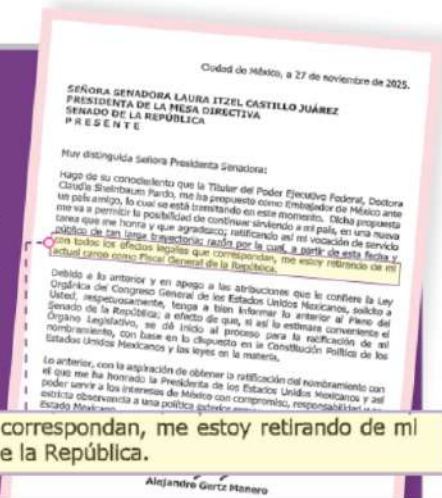 Ciudad de México, a 27 de noviembre de 2025.
SEÑORA SENADORA LAURA ITZEL CASTILLO JUÁREZ
PRESIDENTA DE LA MESA DIRECTIVA
SENADO DE LA REPÚBLICA
P R E S E N T E
Muy distinguida Señora Presidenta Senadora:
Hago de su conocimiento que la Titular del Poder Ejecutivo Federal, Doctora
Claudia Sheinbaum Pardo, me ha propuesto como Embajador de México ante
un país amigo, lo cual se está tramitando en este momento. Dicha propuesta
me va a permitir la posibilidad de continuar sirviendo a mi país, en una nueva
tarea que me honra y que agradezco; ratificando así mi vocación de servicio
público de tan larga trayectoria; razón por la cual, a partir de esta fecha y
con todos los efectos legales que correspondan, me estoy retirando de mi
actual cargo como Fiscal General de la República.
Debido a lo anterior y en apego a las atribuciones que le confiere la Ley
Orgánica del Congreso General de los Estados Unidos Mexicanos, solicito a
Usted, respetuosamente, tenga a bien informar lo anterior al Pleno del
Senado de la República; a efecto de que, si así lo estimara conveniente el
Órgano Legislativo, se dé inicio al proceso para la ratificación de mi
nombramiento, con base en lo dispuesto en la Constitución Política de los
Estados Unidos Mexicanos y las leyes en la materia.
Lo anterior, con la aspiración de obtener la ratificación del nombramiento con
el que me ha honrado la Presidenta de los Estados Unidos Mexicanos y así
poder servir a los intereses de México con compromiso, responsabilidad y
estricta observancia a una política exterior
Estado Mexicano.
correspondan, me estoy retirando de mi
e la República.
Alejandro Gertz Manero